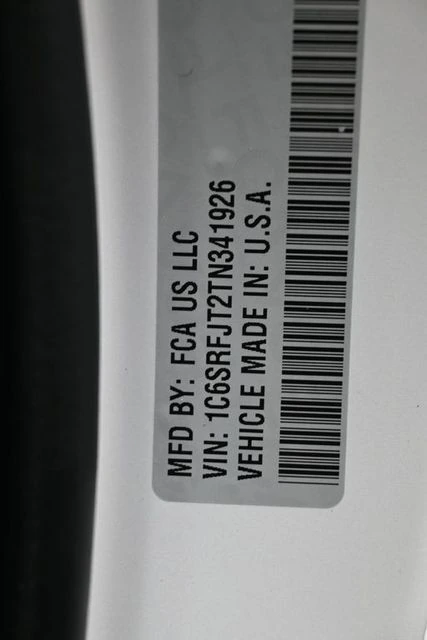 MFD BY: FCA US LLC
VIN: 1C6SRFJT2TN341926
VEHICLE MADE IN: U.S.A.